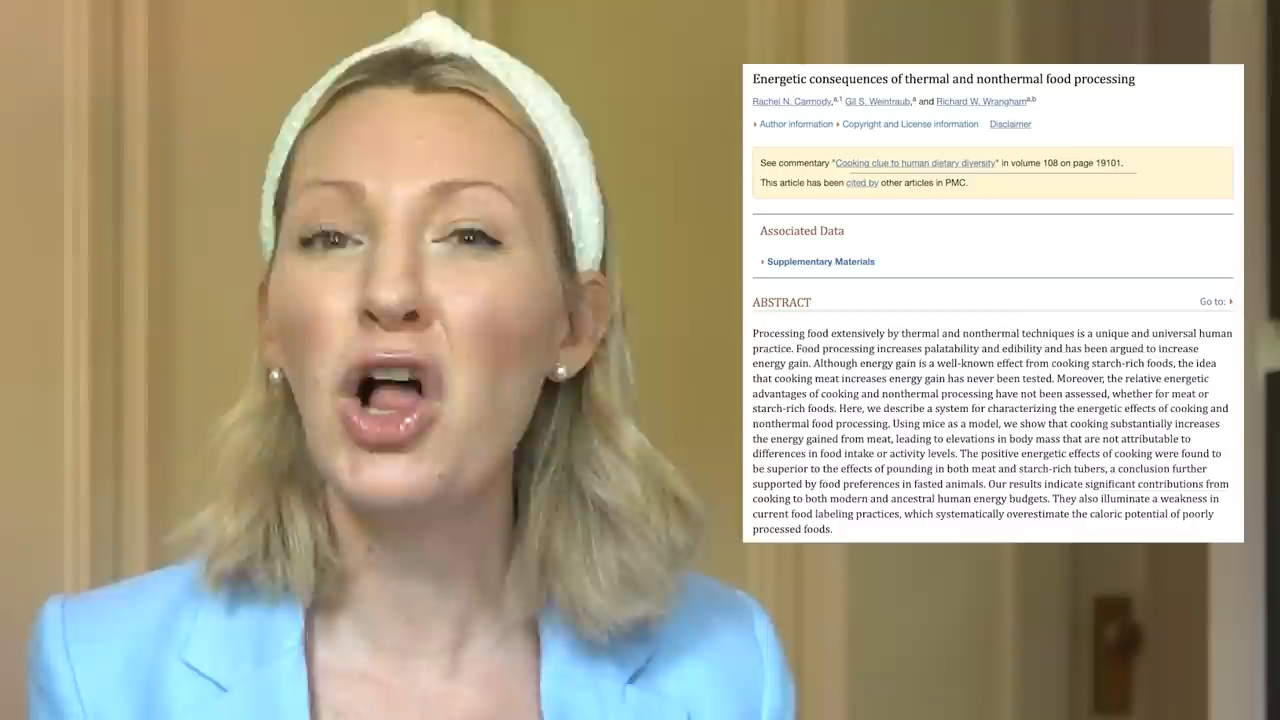 Energetic consequences of thermal and nonthermal food processing
Rachel N. Carmody,a,1 Gil S. Weintraub,a and Richard W. Wranghama,b
Author information Copyright and License information Disclaimer
See commentary "Cooking clue to human dietary diversity" in volume 108 on page 19101.
This article has been cited by other articles in PMC.
Associated Data
Supplementary Materials
ABSTRACT Go to:
Processing food extensively by thermal and nonthermal techniques is a unique and universal human
practice. Food processing increases palatability and edibility and has been argued to increase
energy gain. Although energy gain is a well-known effect from cooking starch-rich foods, the idea
that cooking meat increases energy gain has never been tested. Moreover, the relative energetic
advantages of cooking and nonthermal processing have not been assessed, whether for meat or
starch-rich foods. Here, we describe a system for characterizing the energetic effects of cooking and
nonthermal food processing. Using mice as a model, we show that cooking substantially increases
the energy gained from meat, leading to elevations in body mass that are not attributable to
differences in food intake or activity levels. The positive energetic effects of cooking were found to
be superior to the effects of pounding in both meat and starch-rich tubers, a conclusion further
supported by food preferences in fasted animals. Our results indicate significant contributions from
cooking to both modern and ancestral human energy budgets. They also illuminate a weakness in
current food labeling practices, which systematically overestimate the caloric potential of poorly
processed foods.